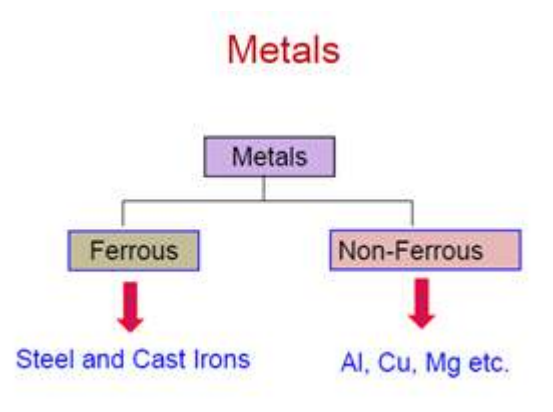 Metals
Metals
Ferrous
Non-Ferrous
Steel and Cast Irons
Al, Cu, Mg etc.